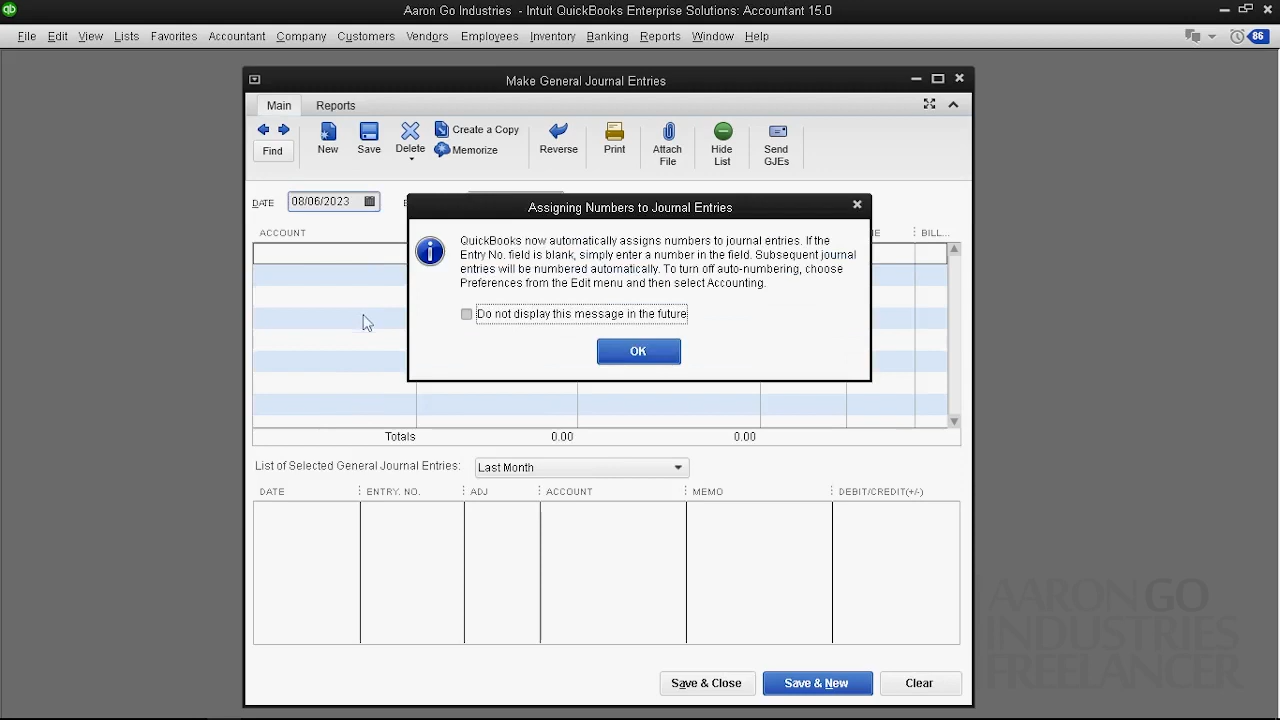 Aaron Go Industries - Intuit QuickBooks Enterprise Solutions: Accountant 15.0
File Edit View Lists Favorites Accountant Company Customers Vendors Employees Inventory Banking Reports Window Help
86
Make General Journal Entries
Main Reports
Find
New
Save
Delete
Create a Copy
Memorize
Reverse
Print
Attach File
Hide List
Send GJEs
DATE 08/06/2023
Assigning Numbers to Journal Entries
QuickBooks now automatically assigns numbers to journal entries. If the
Entry No. field is blank, simply enter a number in the field. Subsequent journal
entries will be numbered automatically. To turn off auto-numbering, choose
Preferences from the Edit menu and then select Accounting.
Do not display this message in the future
OK
ACCOUNT BILL...
Totals 0.00 0.00
List of Selected General Journal Entries: Last Month
DATE ENTRY. NO. ADJ ACCOUNT MEMO DEBIT/CREDIT(+/-)
Save & Close Save & New Clear
AARON GO
INDUSTRIES
FREELANCER